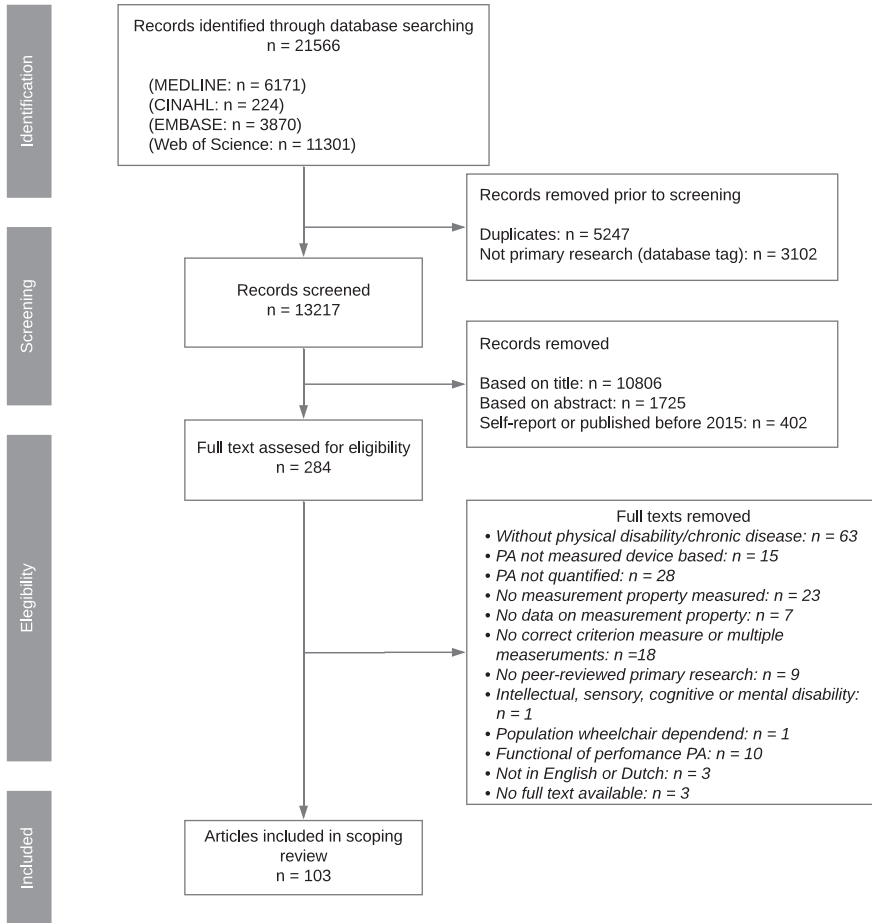 Identification
Records identified through database searching
n = 21566
(MEDLINE: n = 6171)
(CINAHL: n = 224)
(EMBASE: n = 3870)
(Web of Science: n = 11301)
Records removed prior to screening
Duplicates: n = 5247
Not primary research (database tag): n = 3102
Screening
Records screened
n = 13217
Records removed
Based on title: n = 10806
Based on abstract: n = 1725
Self-report or published before 2015: n = 402
Elegibility
Full text assesed for eligibility
n = 284
Full texts removed
• Without physical disability/chronic disease: n = 63
• PA not measured device based: n = 15
• PA not quantified: n = 28
• No measurement property measured: n = 23
• No data on measurement property: n = 7
• No correct criterion measure or multiple
measeruments: n =18
• No peer-reviewed primary research: n = 9
• Intellectual, sensory, cognitive or mental disability:
n = 1
• Population wheelchair dependend: n = 1
• Functional of perfomance PA: n = 10
• Not in English or Dutch: n = 3
• No full text available: n = 3
Included
Articles included in scoping
review
n = 103